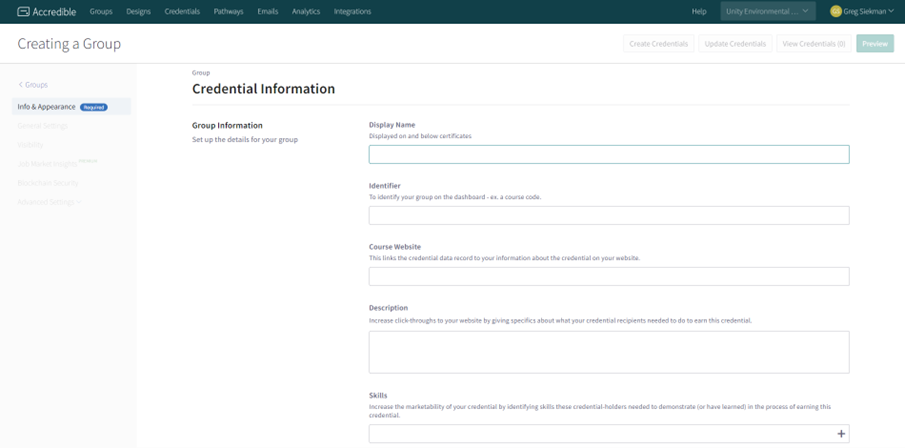 Accredible Groups Designs Credentials Pathways Emails Analytics Integrations Help Unity Environmental ... GS Greg Siekman
Creating a Group Create Credentials Update Credentials View Credentials (0) Preview
Groups
Info & Appearance Required
General Settings
Job Market Insights
Blockchain Security
Advanced Settings
Group
Credential Information
Group Information
Set up the details for your group
Display Name
Displayed on and below certificates
Identifier
To identify your group on the dashboard - ex. a course code.
Course Website
This links the credential data record to your information about the credential on your website.
Description
Increase click-throughs to your website by giving specifics about what your credential recipients needed to do to earn this credential.
Skills
Increase the marketability of your credential by identifying skills these credential-holders needed to demonstrate (or have learned) in the process of earning this
credential.